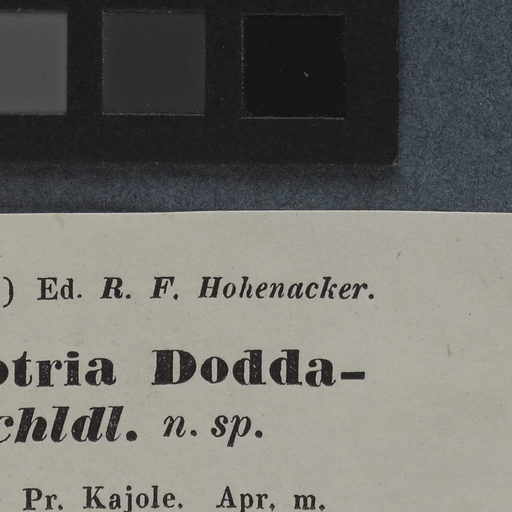 ) Ed. R. F. Hohenacker.
otria Dodda-
chldl. n. sp.
Pr. Kajole. Apr. m.